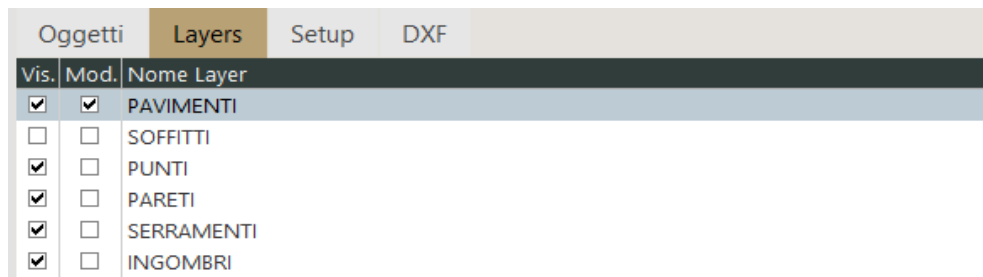 Oggetti Layers Setup DXF
Vis. Mod. Nome Layer
PAVIMENTI
SOFFITTI
PUNTI
PARETI
SERRAMENTI
INGOMBRI